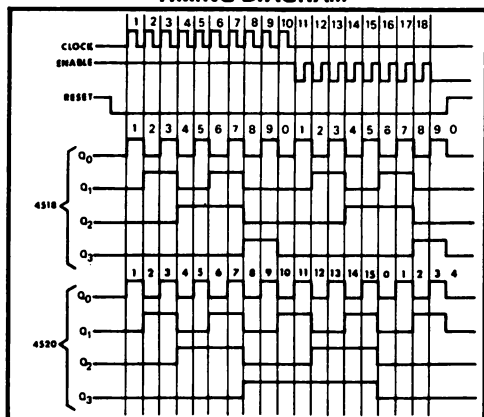 TIMING DIAGRAM
1 2 3 4 5 6 7 8 9 10 11 12 13 14 15 16 17 18
CLOCK
ENABLE
RESET
1 2 3 4 5 6 7 8 9 0 1 2 3 4 5 6 7 8 9 0
Q0
Q1
4518
Q2
Q3
1 2 3 4 5 6 7 8 9 10 11 12 13 14 15 0 1 2 3 4
Q0
Q1
4520
Q2
Q3